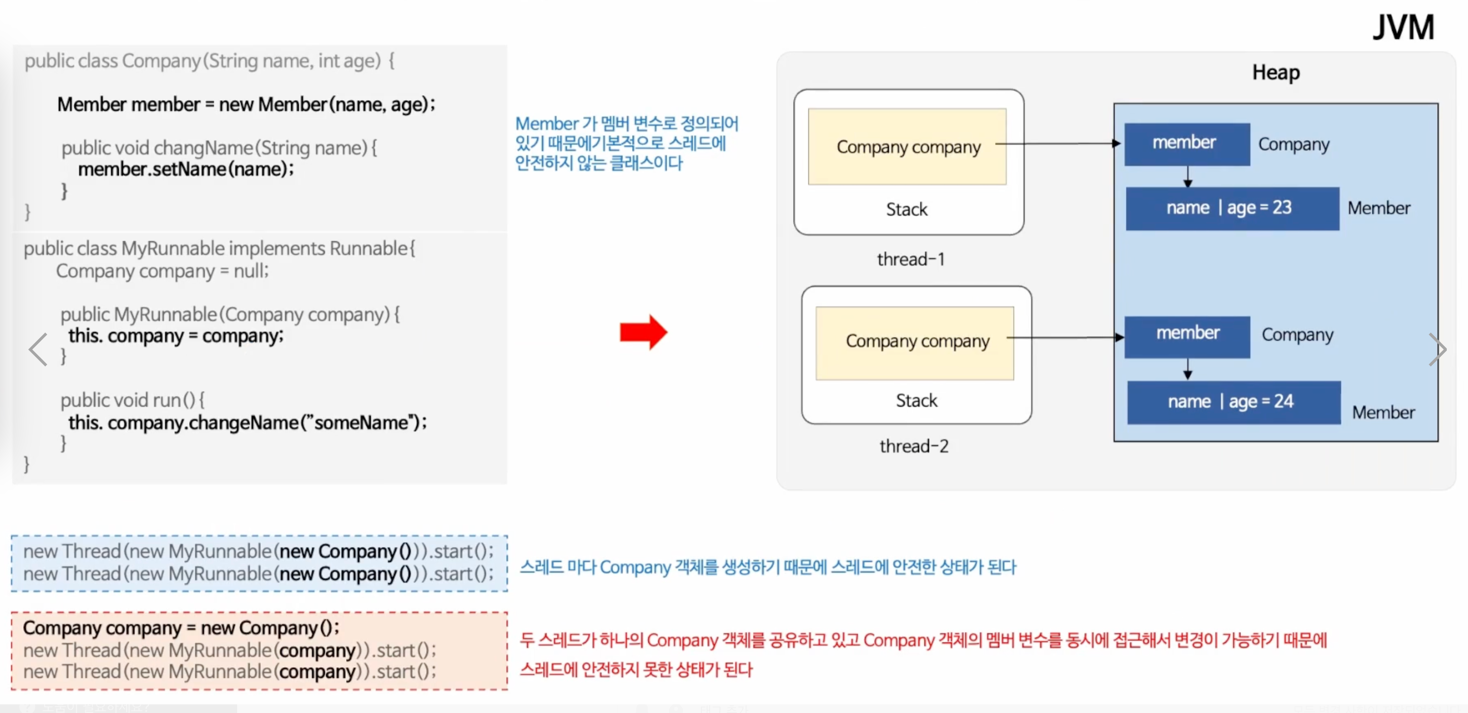 JVM
public class Company(String name, int age) {
Member member = new Member(name, age);
public void changName(String name){
member.setName(name);
}
}
Member 가 멤버 변수로 정의되어
있기 때문에기본적으로 스레드에
안전하지 않는 클래스이다
public class MyRunnable implements Runnable{
Company company = null;
public MyRunnable(Company company){
this. company = company;
}
public void run(){
this. company.changeName("someName");
}
}
Heap
Company company
Stack
thread-1
member
Company
name | age = 23
Member
Company company
Stack
thread-2
member
Company
name | age = 24
Member
new Thread(new MyRunnable(new Company())).start();
new Thread(new MyRunnable(new Company())).start();
스레드 마다 Company 객체를 생성하기 때문에 스레드에 안전한 상태가 된다
Company company = new Company();
new Thread(new MyRunnable(company)).start();
new Thread(new MyRunnable(company)).start();
두 스레드가 하나의 Company 객체를 공유하고 있고 Company 객체의 멤버 변수를 동시에 접근해서 변경이 가능하기 때문에
스레드에 안전하지 못한 상태가 된다